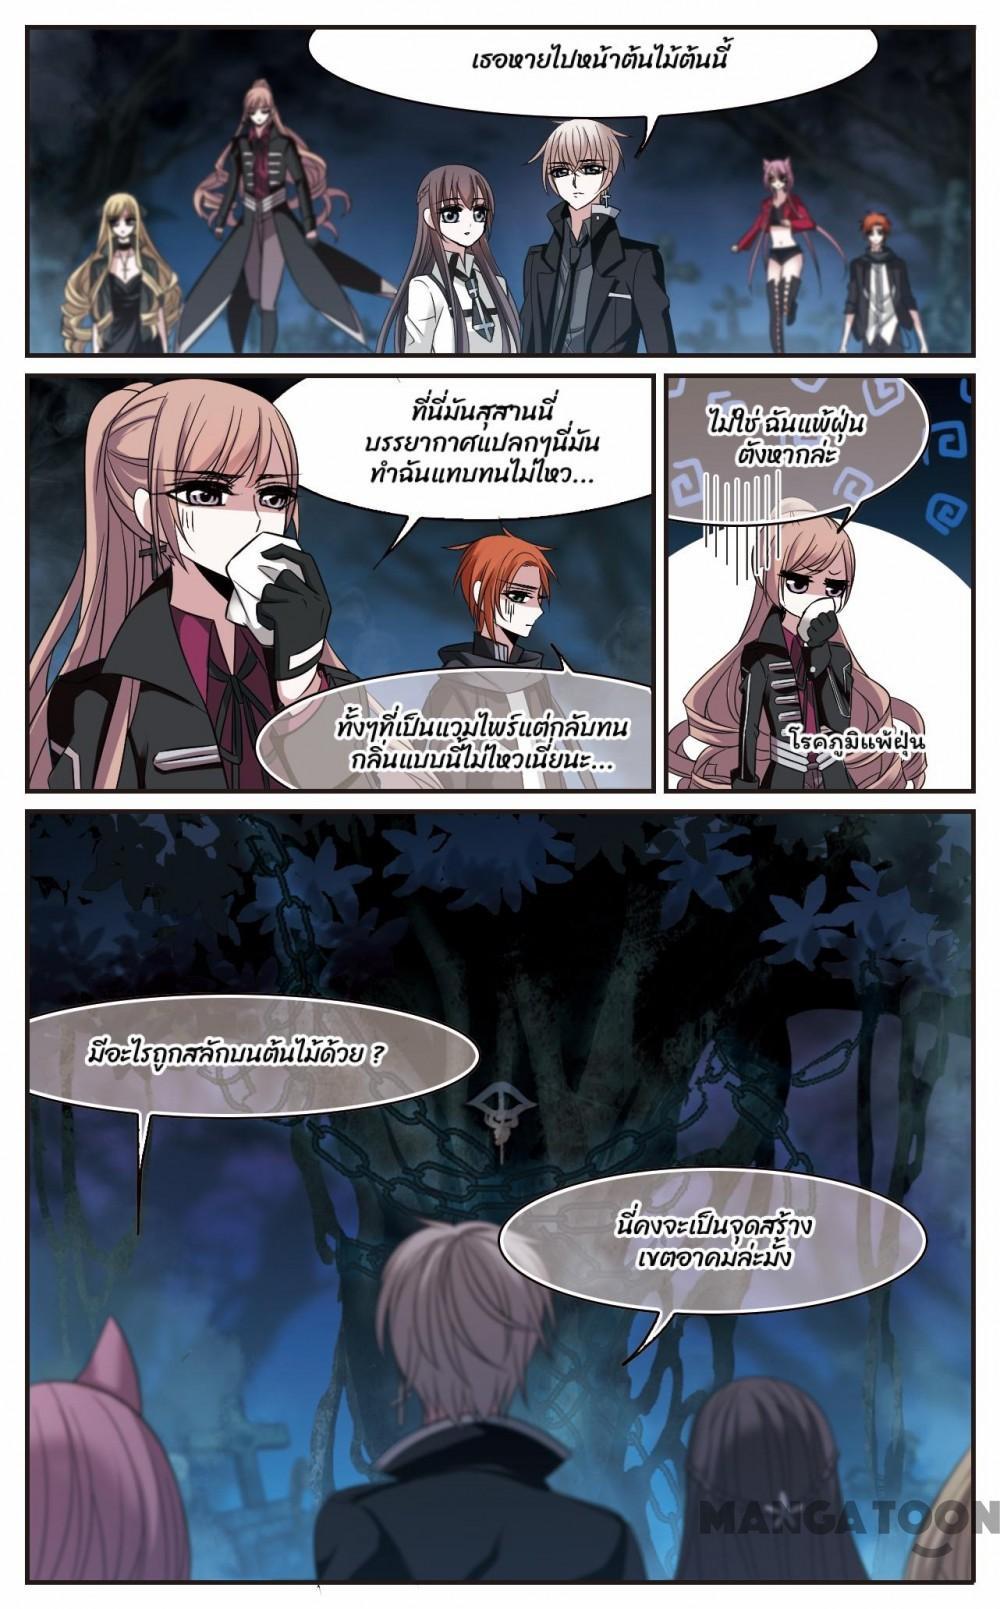 เธอหายไปหน้าต้นไม้ต้นนี้
ที่นี่มันสุสานนี่
บรรยากาศแปลกๆนี่มัน
ทำฉันแทบทนไม่ไหว...
ไม่ใช่ ฉันแพ้ฝุ่น
ตังหากล่ะ
ทั้งๆที่เป็นแวมไพร์แต่กลับทน
กลิ่นแบบนี้ไม่ไหวเนี่ยนะ...
โรคภูมิแพ้ฝุ่น
มีอะไรถูกสลักบนต้นไม้ด้วย ?
นี่คงจะเป็นจุดสร้าง
เขตอาคมล่ะมั้ง
MANGATOON